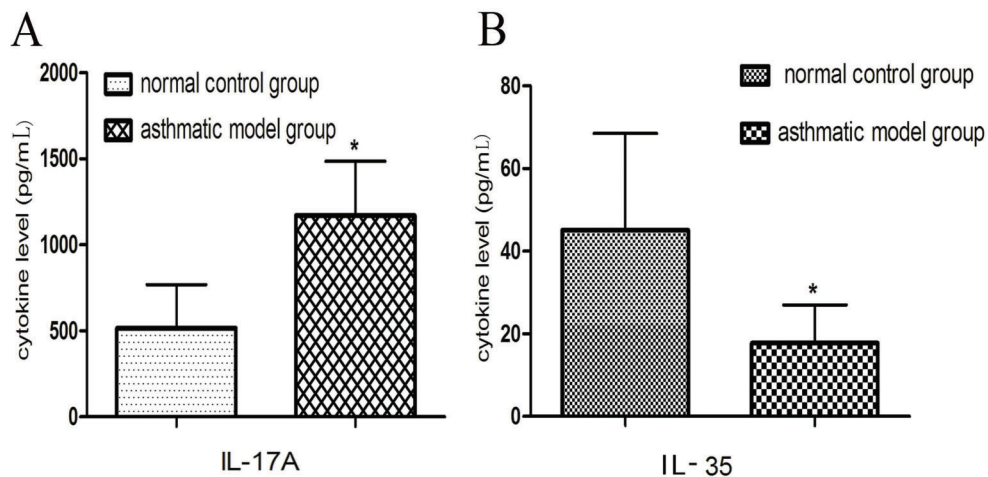 A
cytokine level (pg/mL)
2000
1500
1000
500
0
normal control group
asthmatic model group
*
IL-17A
B
cytokine level (pg/mL)
80
60
40
20
0
normal control group
asthmatic model group
*
IL- 35